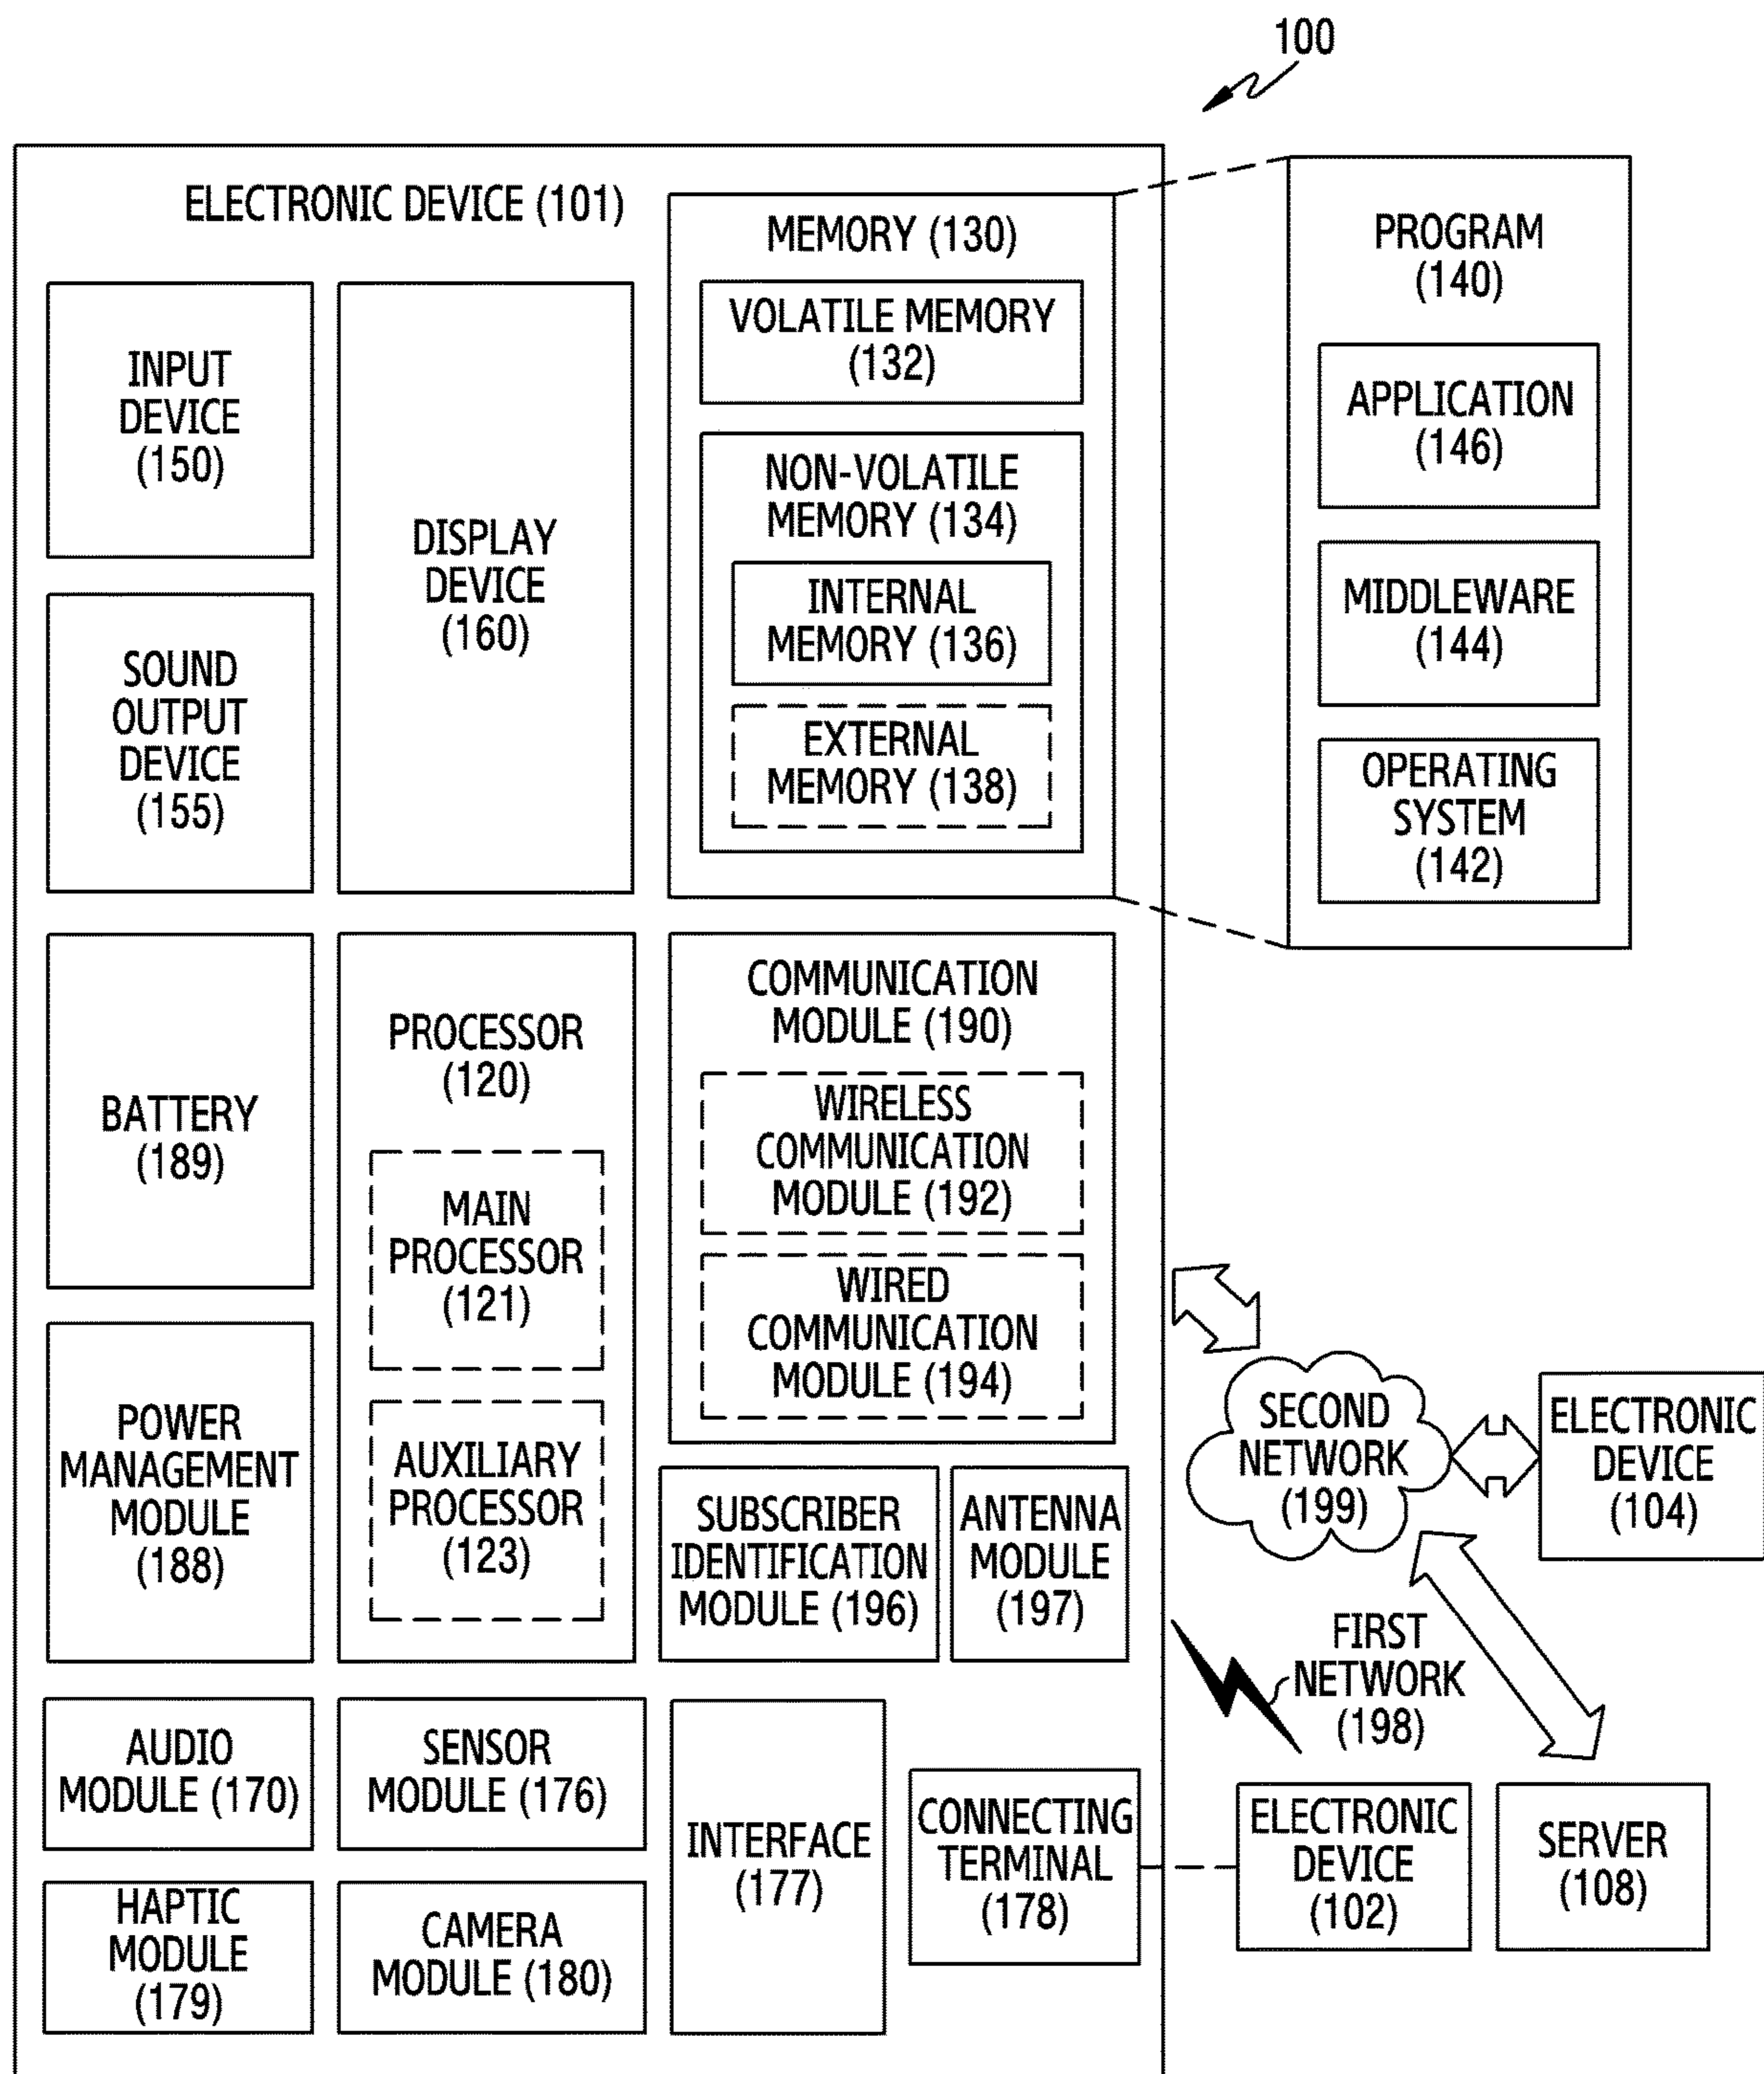 100
ELECTRONIC DEVICE (101)
INPUT
DEVICE
(150)
SOUND
OUTPUT
DEVICE
(155)
DISPLAY
DEVICE
(160)
MEMORY (130)
VOLATILE MEMORY
(132)
NON-VOLATILE
MEMORY (134)
INTERNAL
MEMORY (136)
EXTERNAL
MEMORY (138)
PROGRAM
(140)
APPLICATION
(146)
MIDDLEWARE
(144)
OPERATING
SYSTEM
(142)
BATTERY
(189)
POWER
MANAGEMENT
MODULE
(188)
PROCESSOR
(120)
MAIN
PROCESSOR
(121)
AUXILIARY
PROCESSOR
(123)
COMMUNICATION
MODULE (190)
WIRELESS
COMMUNICATION
MODULE (192)
WIRED
COMMUNICATION
MODULE (194)
SUBSCRIBER
IDENTIFICATION
MODULE (196)
ANTENNA
MODULE
(197)
SECOND
NETWORK
(199)
ELECTRONIC
DEVICE
(104)
FIRST
NETWORK
(198)
AUDIO
MODULE (170)
SENSOR
MODULE (176)
HAPTIC
MODULE
(179)
CAMERA
MODULE (180)
INTERFACE
(177)
CONNECTING
TERMINAL
(178)
ELECTRONIC
DEVICE
(102)
SERVER
(108)